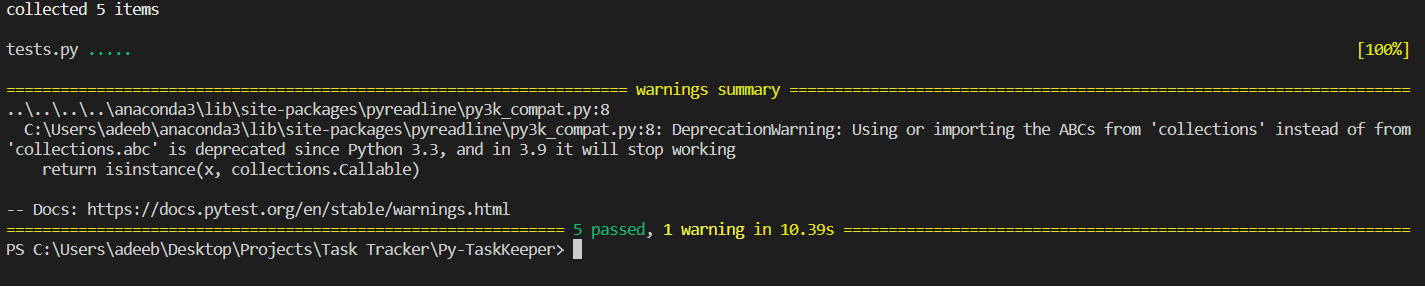 collected 5 items
tests.py ..... [100%]
======================================================================== warnings summary =====================================================================
..\..\..\..\anaconda3\lib\site-packages\pyreadline\py3k_compat.py:8
C:\Users\adeeb\anaconda3\lib\site-packages\pyreadline\py3k_compat.py:8: DeprecationWarning: Using or importing the ABCs from 'collections' instead of from
'collections.abc' is deprecated since Python 3.3, and in 3.9 it will stop working
return isinstance(x, collections.Callable)
-- Docs: https://docs.pytest.org/en/stable/warnings.html
============================================================== 5 passed, 1 warning in 10.39s ===============================================================
PS C:\Users\adeeb\Desktop\Projects\Task Tracker\Py-TaskKeeper>